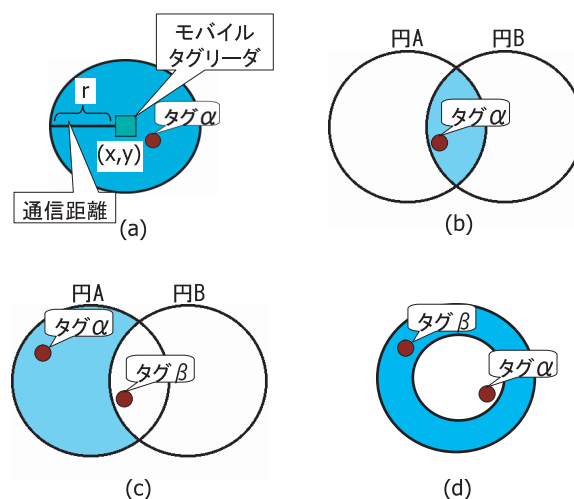 モバイル
タグリーダ
r
タグα
(x,y)
通信距離
(a)
円A
円B
タグα
(b)
円A
円B
タグα
タグβ
(c)
タグβ
タグα
(d)